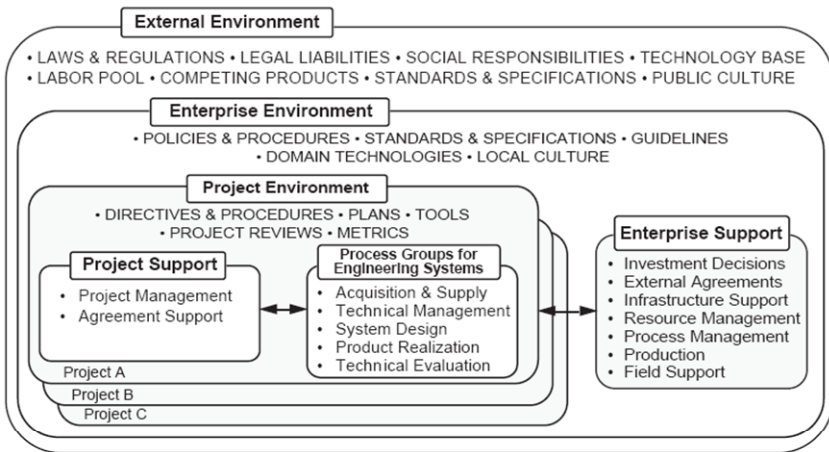 External Environment
• LAWS & REGULATIONS • LEGAL LIABILITIES • SOCIAL RESPONSIBILITIES • TECHNOLOGY BASE
• LABOR POOL • COMPETING PRODUCTS • STANDARDS & SPECIFICATIONS • PUBLIC CULTURE
Enterprise Environment
• POLICIES & PROCEDURES • STANDARDS & SPECIFICATIONS • GUIDELINES
• DOMAIN TECHNOLOGIES • LOCAL CULTURE
Project Environment
• DIRECTIVES & PROCEDURES • PLANS • TOOLS
• PROJECT REVIEWS • METRICS
Project Support
• Project Management
• Agreement Support
Process Groups for
Engineering Systems
• Acquisition & Supply
• Technical Management
• System Design
• Product Realization
• Technical Evaluation
Project A
Project B
Project C
Enterprise Support
• Investment Decisions
• External Agreements
• Infrastructure Support
• Resource Management
• Process Management
• Production
• Field Support